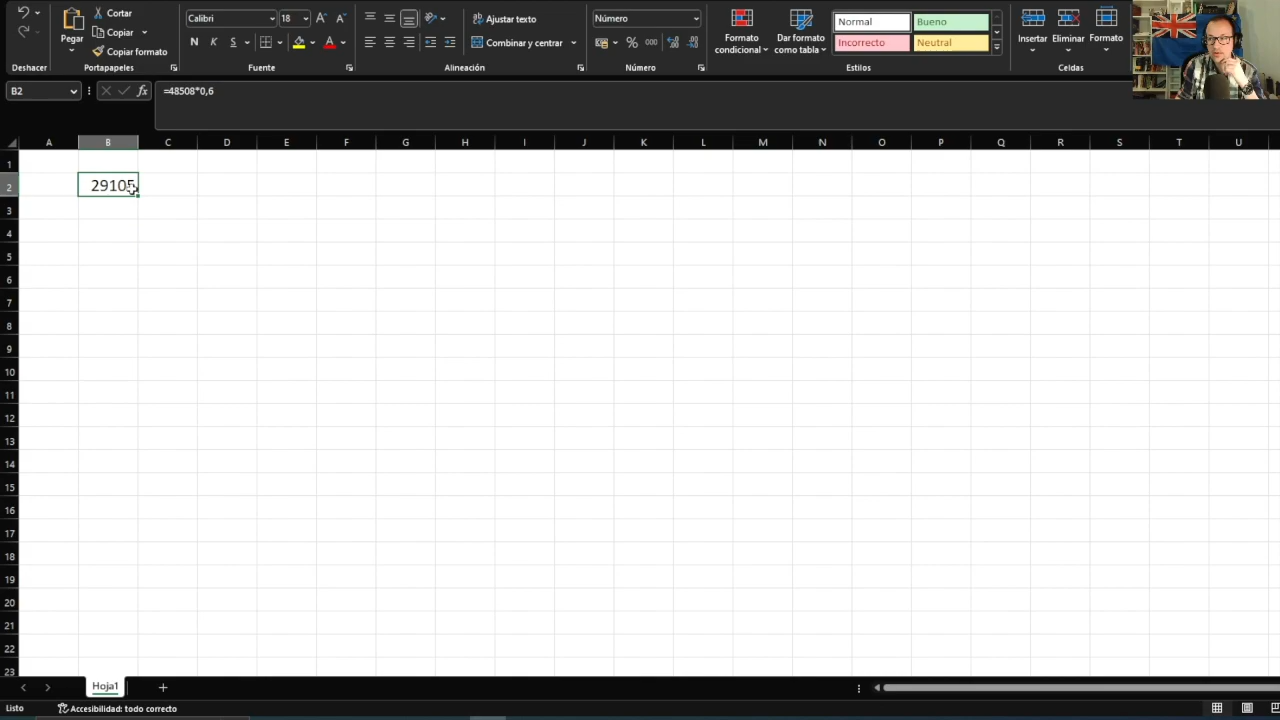 Cortar
Calibri 18
Ajustar texto
Número
Normal
Bueno
Pegar
Copiar
Copiar formato
N K S
Combinar y centrar
% 000
Formato condicional
Dar formato como tabla
Incorrecto
Neutral
Insertar
Eliminar
Formato
Deshacer
Portapapeles
Fuente
Alineación
Número
Estilos
Celdas
B2
fx
=48508*0,6
A B C D E F G H I J K L M N O P Q R S T U
1
2 29105
3
4
5
6
7
8
9
10
11
12
13
14
15
16
17
18
19
20
21
22
23
Hoja1
Listo
Accesibilidad: todo correcto